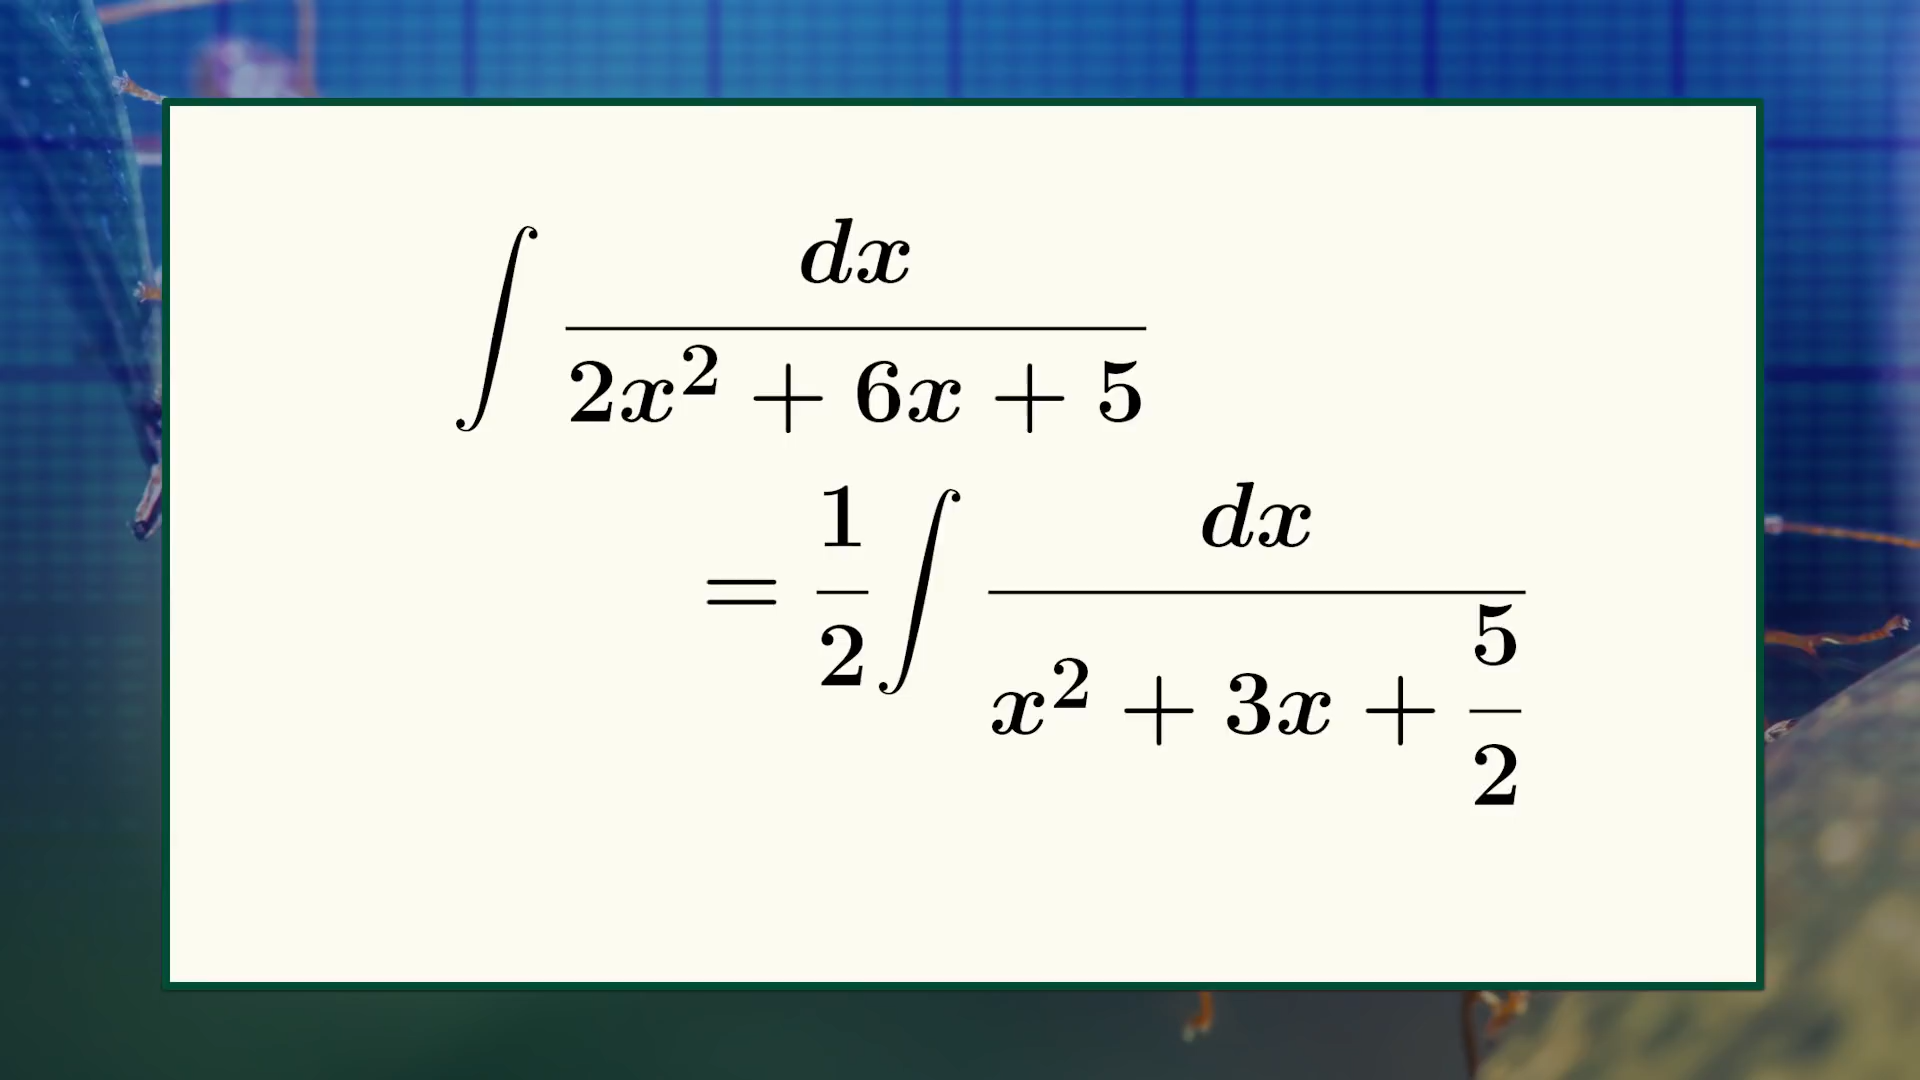 ∫ dx / (2x² + 6x + 5)
= 1/2 ∫ dx / (x² + 3x + 5/2)